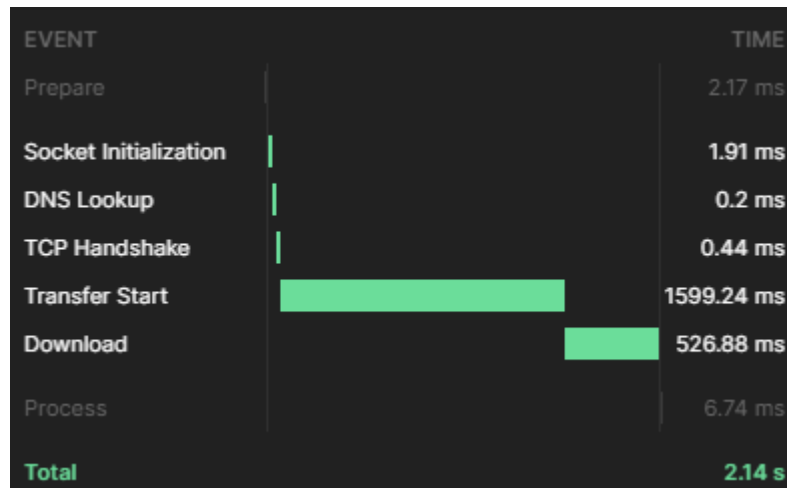 EVENT TIME
Prepare 2.17 ms
Socket Initialization 1.91 ms
DNS Lookup 0.2 ms
TCP Handshake 0.44 ms
Transfer Start 1599.24 ms
Download 526.88 ms
Process 6.74 ms
Total 2.14 s